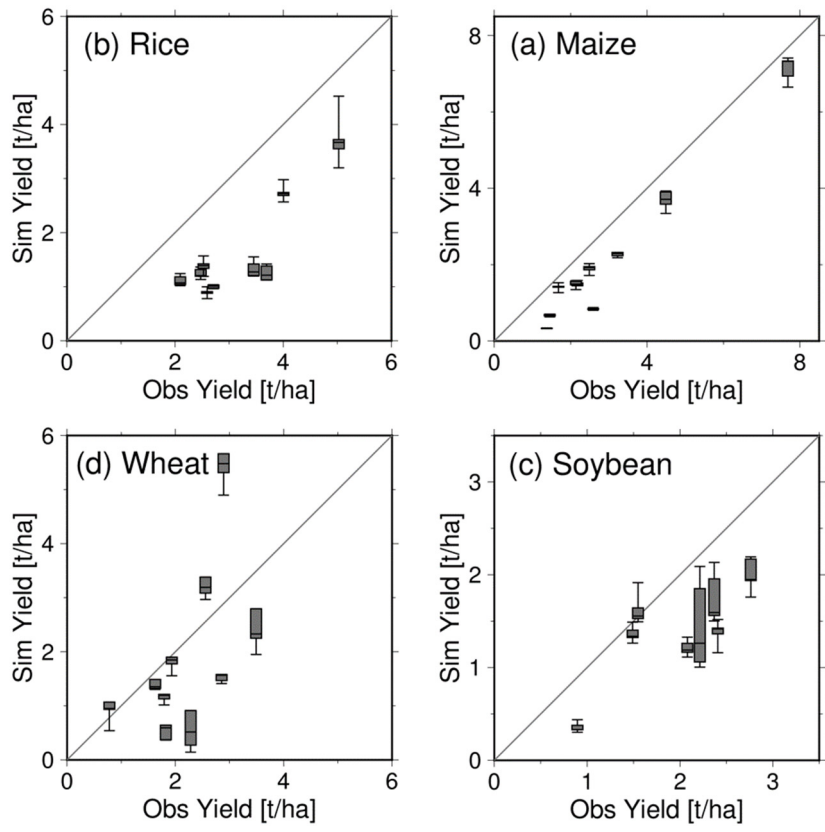 (b) Rice
6
4
2
0
0 2 4 6
Sim Yield [t/ha]
Obs Yield [t/ha]
(a) Maize
8
4
0
0 4 8
Sim Yield [t/ha]
Obs Yield [t/ha]
(d) Wheat
6
4
2
0
0 2 4 6
Sim Yield [t/ha]
Obs Yield [t/ha]
(c) Soybean
3
2
1
0
0 1 2 3
Sim Yield [t/ha]
Obs Yield [t/ha]